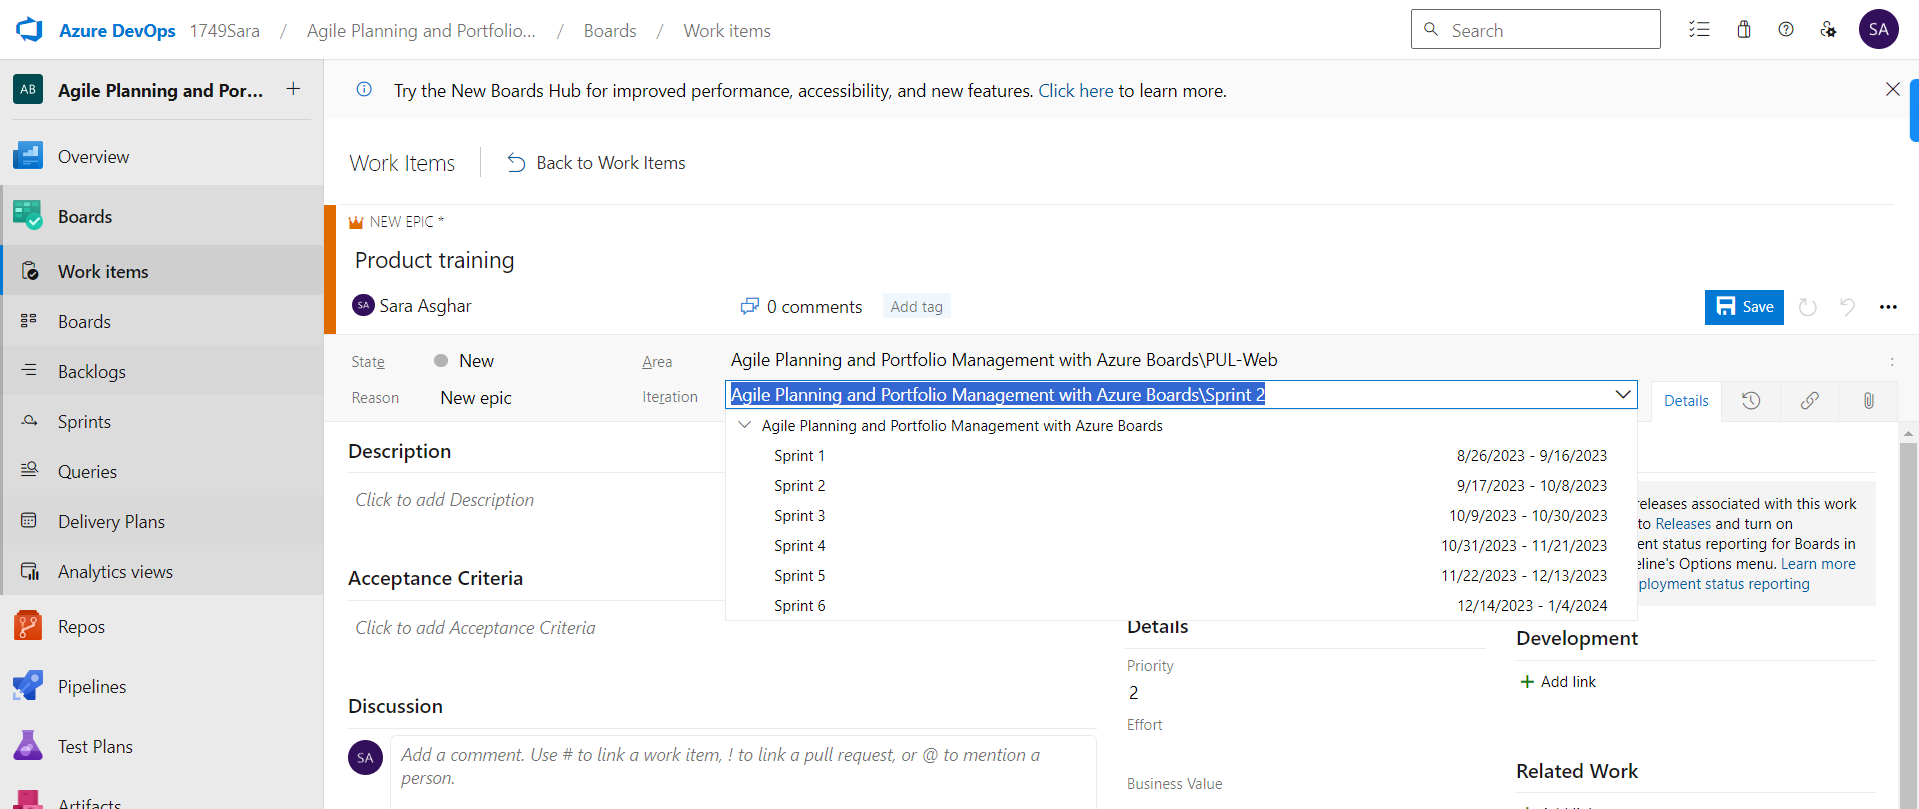 Azure DevOps 1749Sara / Agile Planning and Portfolio... / Boards / Work items
Search
SA
AB Agile Planning and Por... +
Try the New Boards Hub for improved performance, accessibility, and new features. Click here to learn more.
Overview
Boards
Work items
Boards
Backlogs
Sprints
Queries
Delivery Plans
Analytics views
Repos
Pipelines
Test Plans
Artifacts
Work Items
Back to Work Items
NEW EPIC *
Product training
SA Sara Asghar
0 comments
Add tag
Save
State New
Area Agile Planning and Portfolio Management with Azure Boards\PUL-Web
Reason New epic
Iteration Agile Planning and Portfolio Management with Azure Boards\Sprint 2
Details
Agile Planning and Portfolio Management with Azure Boards
Sprint 1 8/26/2023 - 9/16/2023
Sprint 2 9/17/2023 - 10/8/2023
Sprint 3 10/9/2023 - 10/30/2023
Sprint 4 10/31/2023 - 11/21/2023
Sprint 5 11/22/2023 - 12/13/2023
Sprint 6 12/14/2023 - 1/4/2024
Description
Click to add Description
Acceptance Criteria
Click to add Acceptance Criteria
Discussion
SA
Add a comment. Use # to link a work item, ! to link a pull request, or @ to mention a
person.
Details
Priority
2
Effort
Business Value
releases associated with this work
to Releases and turn on
ent status reporting for Boards in
eline's Options menu. Learn more
ployment status reporting
Development
+ Add link
Related Work